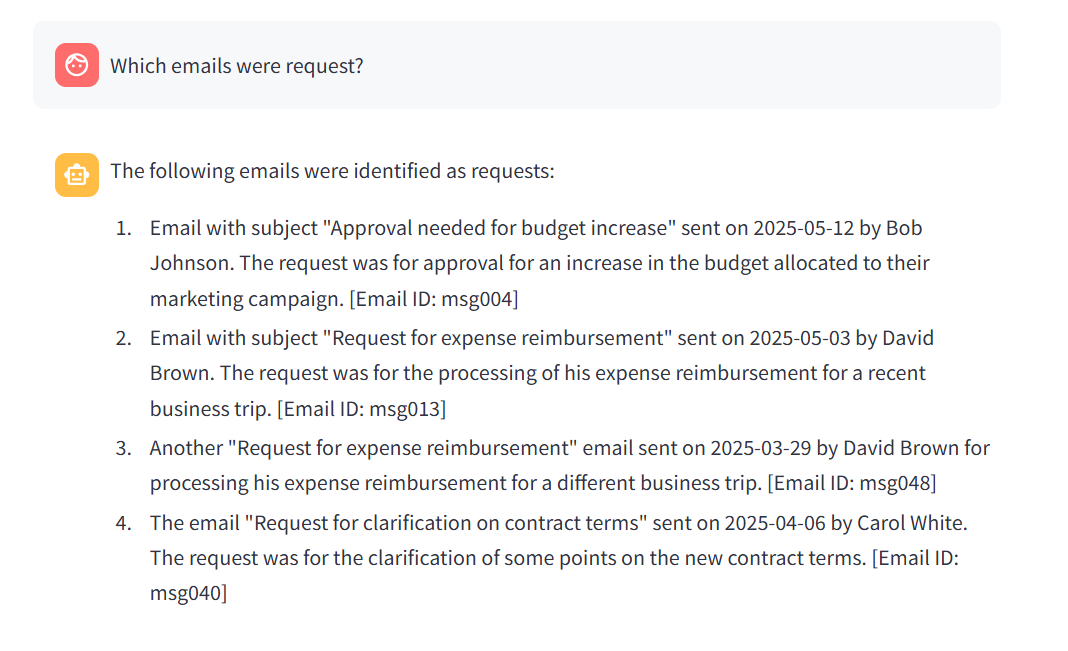 Which emails were request?
The following emails were identified as requests:
1. Email with subject "Approval needed for budget increase" sent on 2025-05-12 by Bob
Johnson. The request was for approval for an increase in the budget allocated to their
marketing campaign. [Email ID: msg004]
2. Email with subject "Request for expense reimbursement" sent on 2025-05-03 by David
Brown. The request was for the processing of his expense reimbursement for a recent
business trip. [Email ID: msg013]
3. Another "Request for expense reimbursement" email sent on 2025-03-29 by David Brown for
processing his expense reimbursement for a different business trip. [Email ID: msg048]
4. The email "Request for clarification on contract terms" sent on 2025-04-06 by Carol White.
The request was for the clarification of some points on the new contract terms. [Email ID:
msg040]